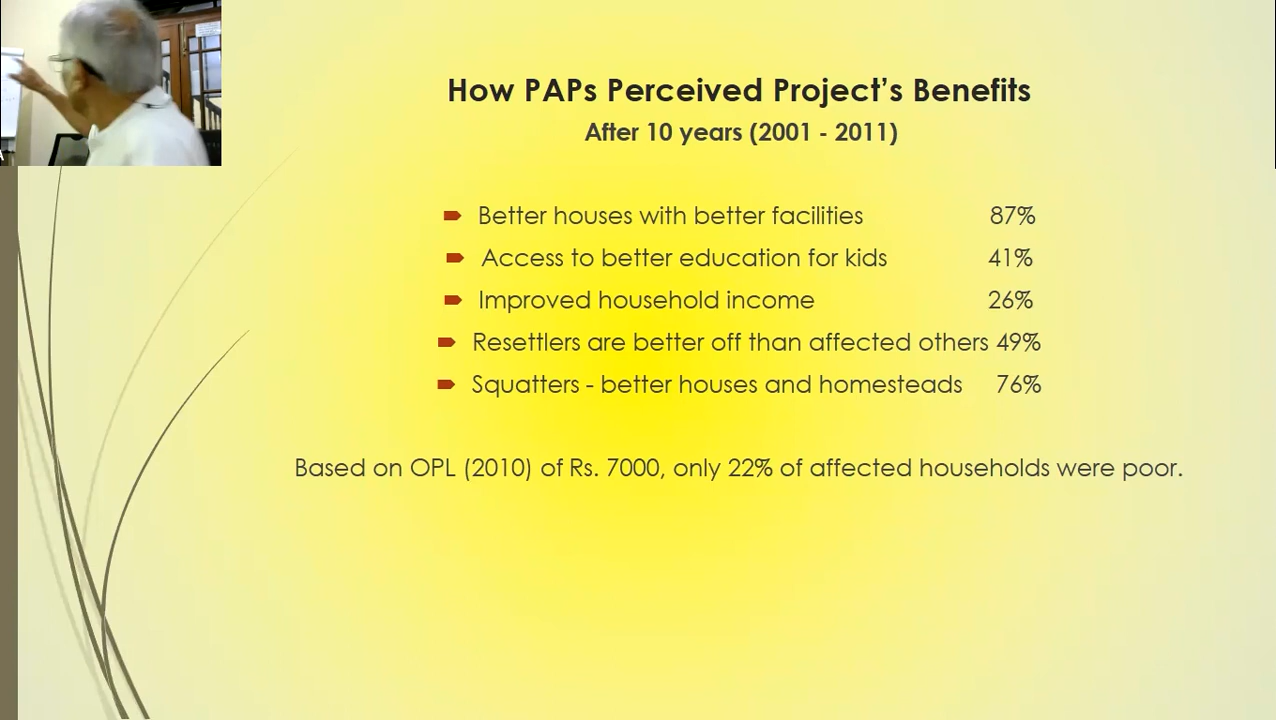 How PAPs Perceived Project's Benefits
After 10 years (2001 - 2011)
Better houses with better facilities 87%
Access to better education for kids 41%
Improved household income 26%
Resettlers are better off than affected others 49%
Squatters - better houses and homesteads 76%
Based on OPL (2010) of Rs. 7000, only 22% of affected households were poor.